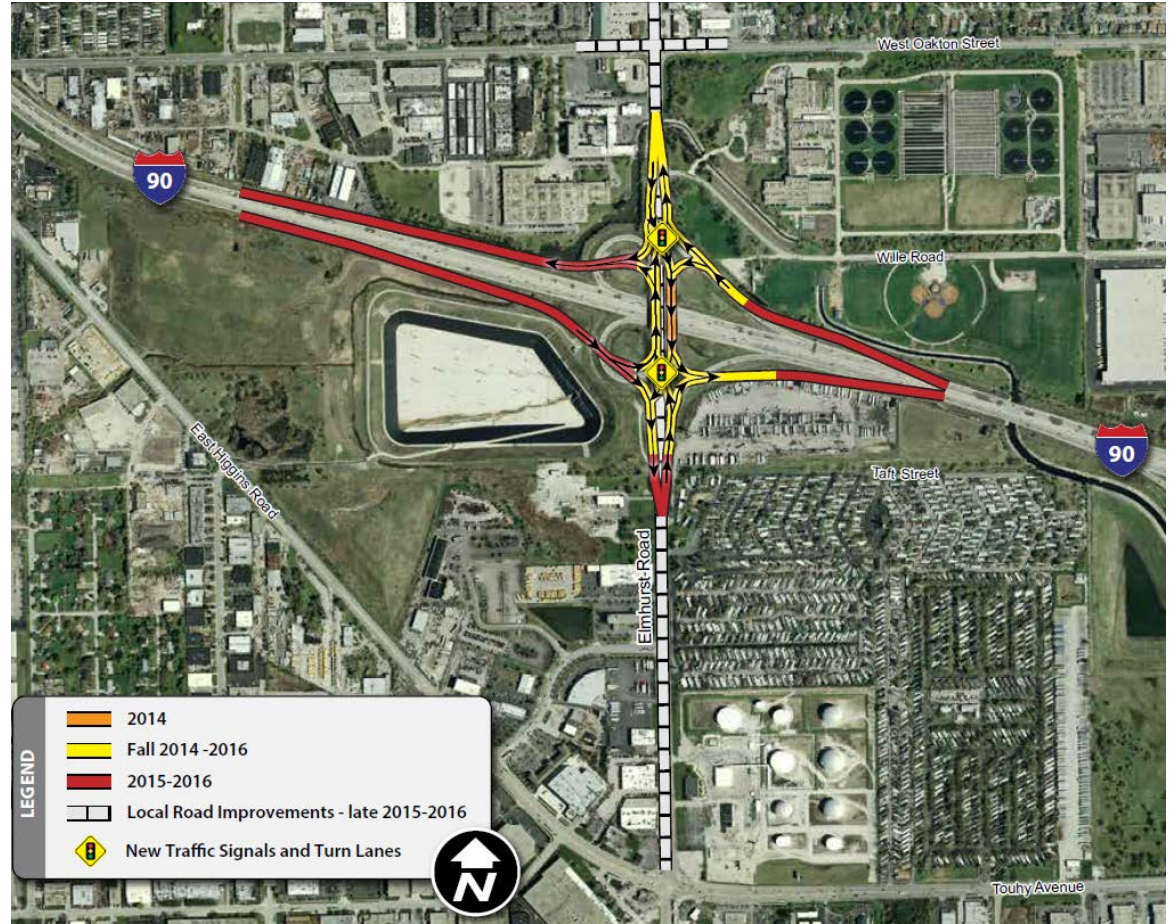 West Oakton Street
90
Wille Road
90
Taft Street
East Higgins Road
Elmhurst Road
LEGEND
2014
Fall 2014 -2016
2015-2016
Local Road Improvements - late 2015-2016
New Traffic Signals and Turn Lanes
N
Touhy Avenue